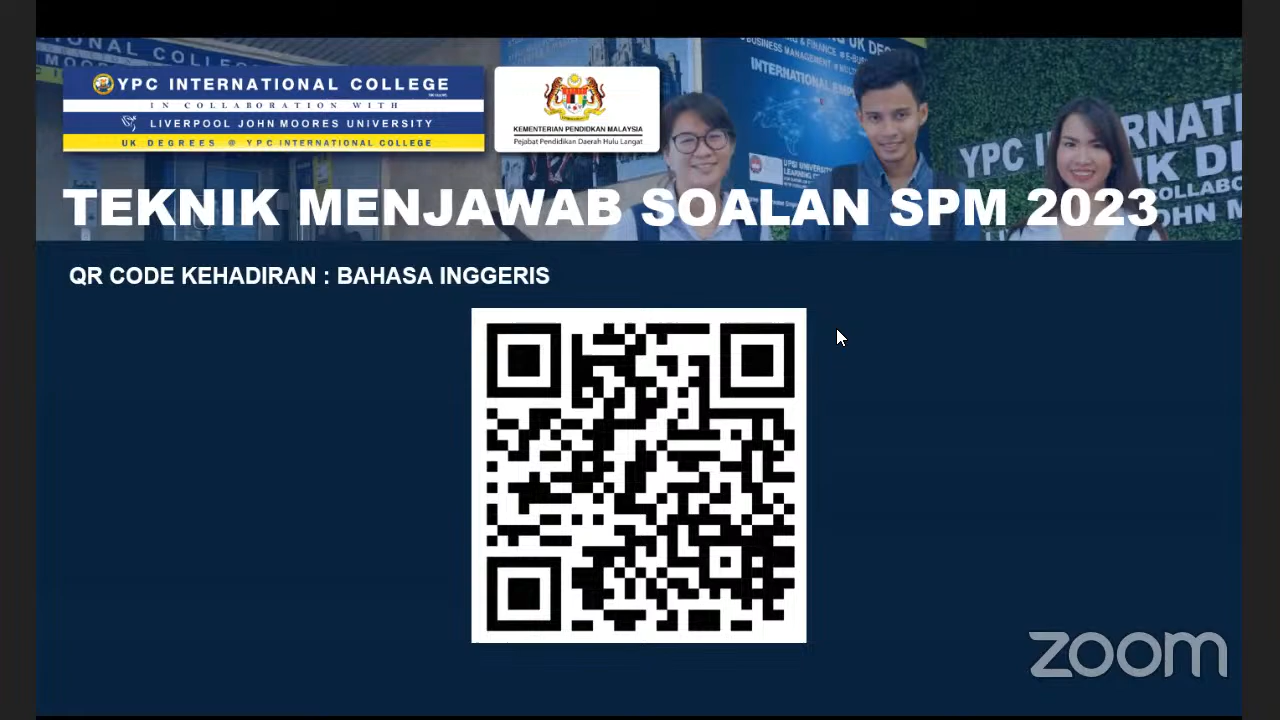 YPC INTERNATIONAL COLLEGE
IN COLLABORATION WITH
LIVERPOOL JOHN MOORES UNIVERSITY
UK DEGREES @ YPC INTERNATIONAL COLLEGE
KEMENTERIAN PENDIDIKAN MALAYSIA
Pejabat Pendidikan Daerah Hulu Langat
TEKNIK MENJAWAB SOALAN SPM 2023
QR CODE KEHADIRAN : BAHASA INGGERIS
zoom